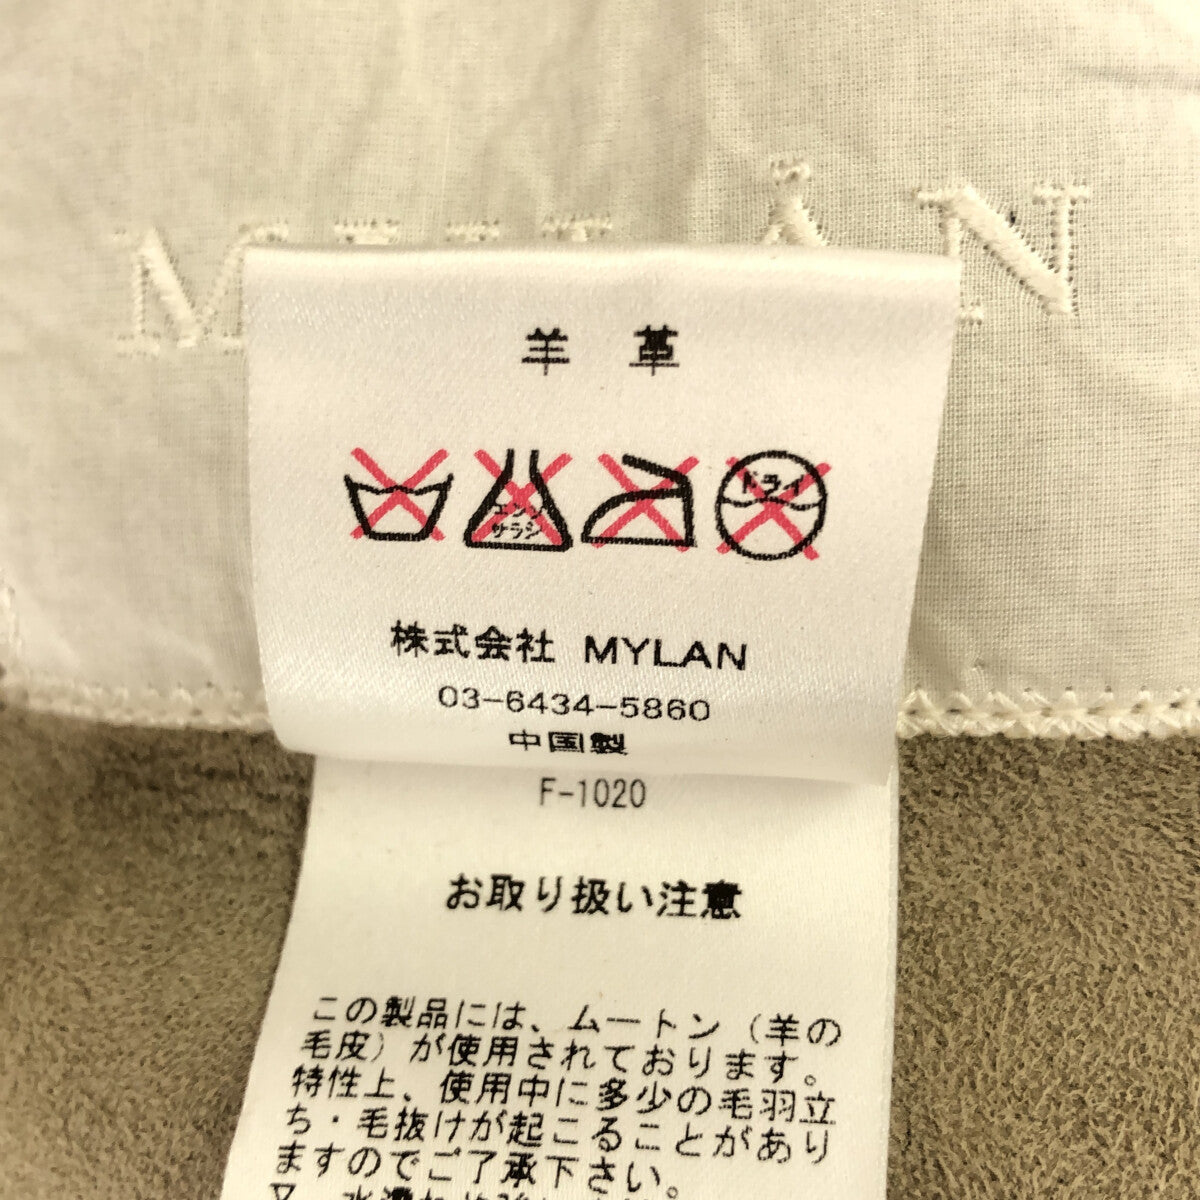 羊 革
エンソ
サラシ
ドライ
株式会社 MYLAN
03-6434-5860
中国製
F-1020
お取り扱い注意
この製品には、ムートン（羊の
毛皮）が使用されております。
特性上、使用中に多少の毛羽立
ち・毛抜けが起こることがあり
ますのでご了承下さい。